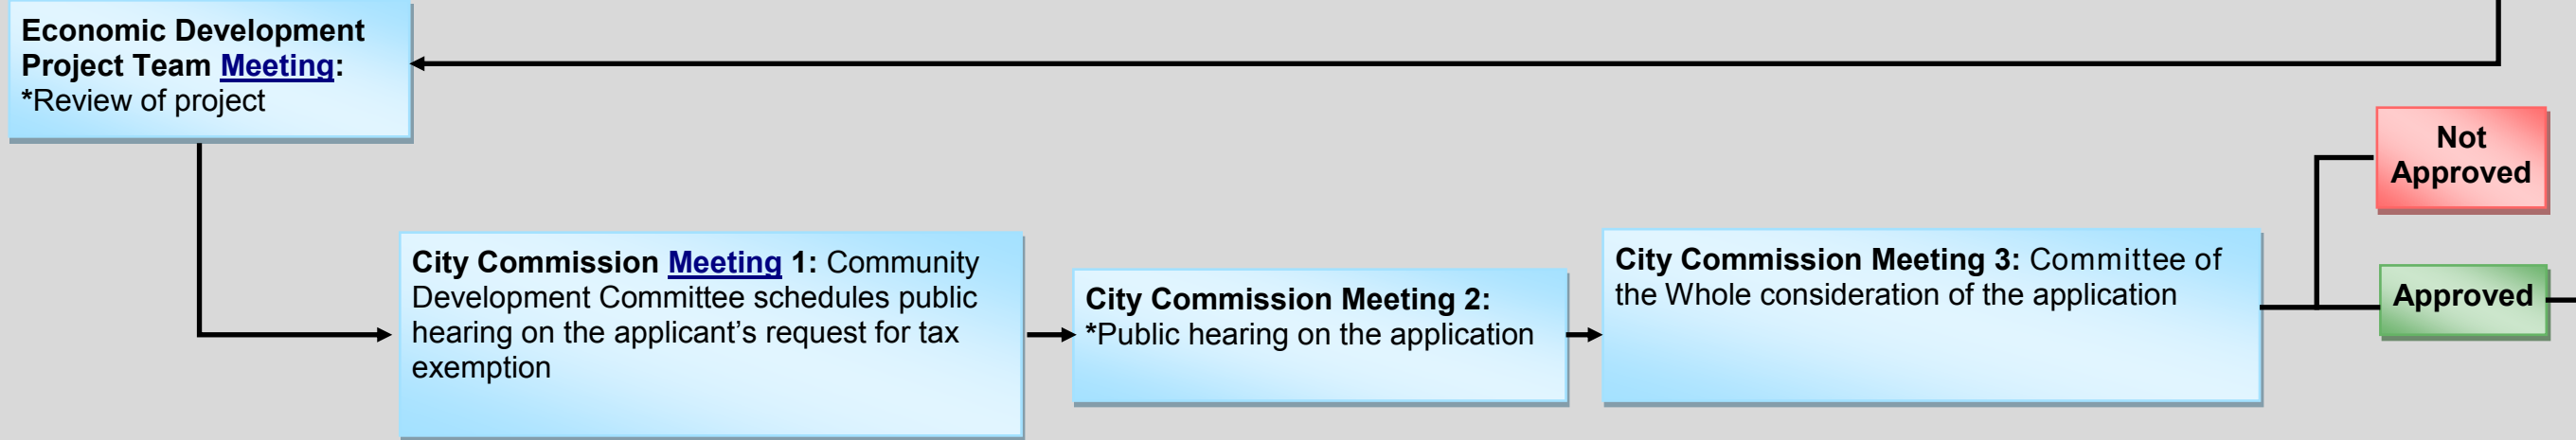 Economic Development
Project Team Meeting:
*Review of project
City Commission Meeting 1: Community
Development Committee schedules public
hearing on the applicant’s request for tax
exemption
City Commission Meeting 2:
*Public hearing on the application
City Commission Meeting 3: Committee of
the Whole consideration of the application
Not
Approved
Approved